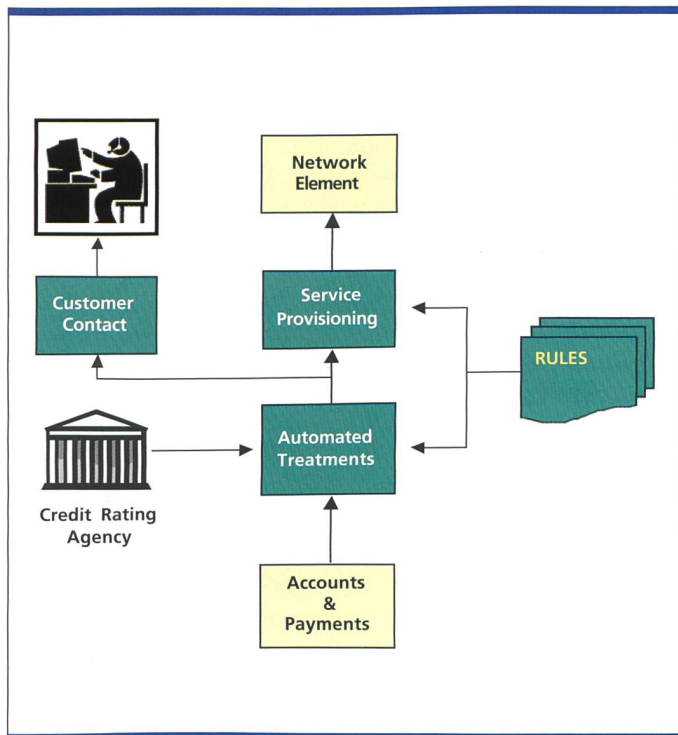 Network
Element
Customer
Contact
Service
Provisioning
RULES
Automated
Treatments
Credit Rating
Agency
Accounts
&
Payments